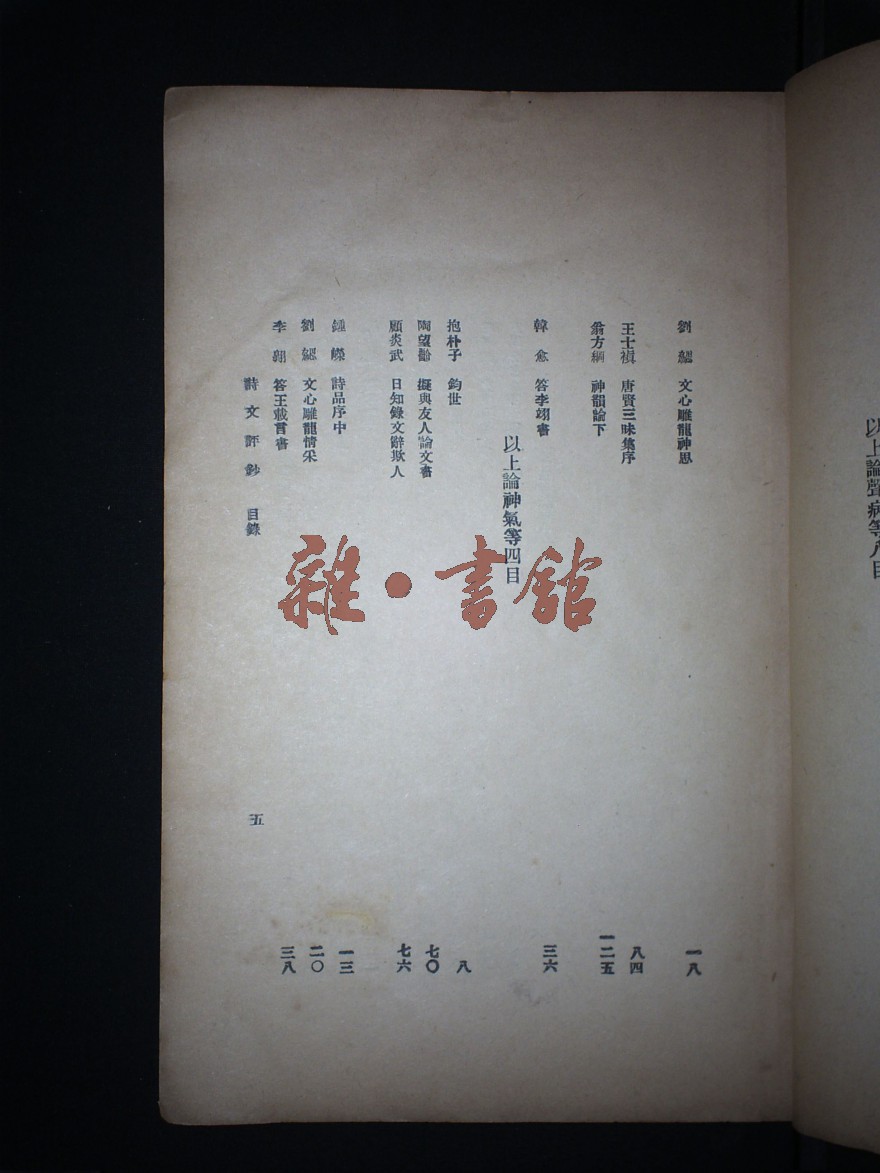 以上論聲病等八目
劉勰 文心雕龍神思 一八
王士禛 唐賢三昧集序 八四
翁方綱 神韻論下 一二五
韓愈 答李翊書 三六
以上論神氣等四目
抱朴子 鈞世 八
陶望齡 擬與友人論文書 七〇
顧炎武 日知錄文辭欺人 七六
鍾嶸 詩品序中 一三
劉勰 文心雕龍情采 二〇
李翱 答王載言書 三八
詩文評鈔 目錄 五
雜·書館